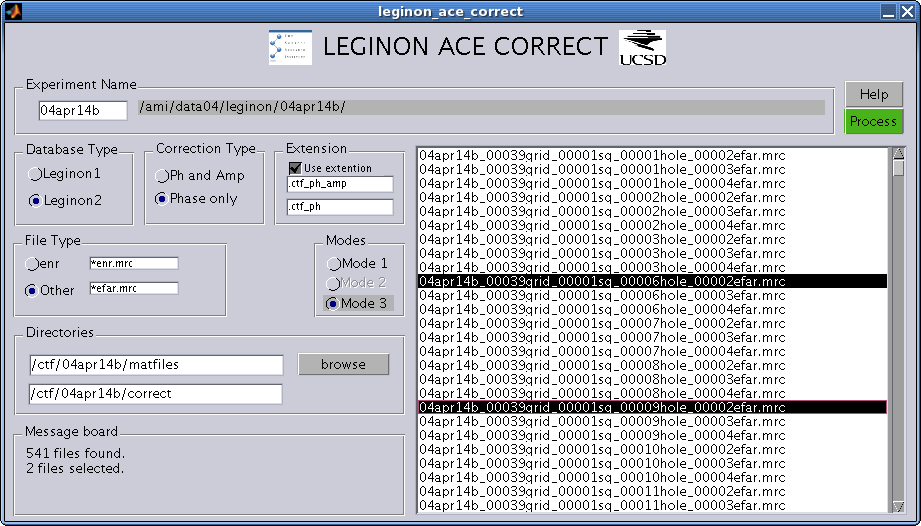 leginon_ace_correct
LEGINON ACE CORRECT
UCSD
Experiment Name
04apr14b
/ami/data04/leginon/04apr14b/
Help
Process
Database Type
Leginon1
Leginon2
Correction Type
Ph and Amp
Phase only
Extension
Use extention
.ctf_ph_amp
.ctf_ph
File Type
enr
*enr.mrc
Other
*efar.mrc
Modes
Mode 1
Mode 2
Mode 3
Directories
/ctf/04apr14b/matfiles
browse
/ctf/04apr14b/correct
Message board
541 files found.
2 files selected.
04apr14b_00039grid_00001sq_00001hole_00002efar.mrc
04apr14b_00039grid_00001sq_00001hole_00003efar.mrc
04apr14b_00039grid_00001sq_00001hole_00004efar.mrc
04apr14b_00039grid_00001sq_00002hole_00002efar.mrc
04apr14b_00039grid_00001sq_00002hole_00003efar.mrc
04apr14b_00039grid_00001sq_00002hole_00004efar.mrc
04apr14b_00039grid_00001sq_00003hole_00002efar.mrc
04apr14b_00039grid_00001sq_00003hole_00003efar.mrc
04apr14b_00039grid_00001sq_00003hole_00004efar.mrc
04apr14b_00039grid_00001sq_00006hole_00002efar.mrc
04apr14b_00039grid_00001sq_00006hole_00003efar.mrc
04apr14b_00039grid_00001sq_00006hole_00004efar.mrc
04apr14b_00039grid_00001sq_00007hole_00002efar.mrc
04apr14b_00039grid_00001sq_00007hole_00003efar.mrc
04apr14b_00039grid_00001sq_00007hole_00004efar.mrc
04apr14b_00039grid_00001sq_00008hole_00002efar.mrc
04apr14b_00039grid_00001sq_00008hole_00003efar.mrc
04apr14b_00039grid_00001sq_00008hole_00004efar.mrc
04apr14b_00039grid_00001sq_00009hole_00002efar.mrc
04apr14b_00039grid_00001sq_00009hole_00003efar.mrc
04apr14b_00039grid_00001sq_00009hole_00004efar.mrc
04apr14b_00039grid_00001sq_00010hole_00002efar.mrc
04apr14b_00039grid_00001sq_00010hole_00003efar.mrc
04apr14b_00039grid_00001sq_00010hole_00004efar.mrc
04apr14b_00039grid_00001sq_00011hole_00002efar.mrc
04apr14b_00039grid_00001sq_00011hole_00003efar.mrc